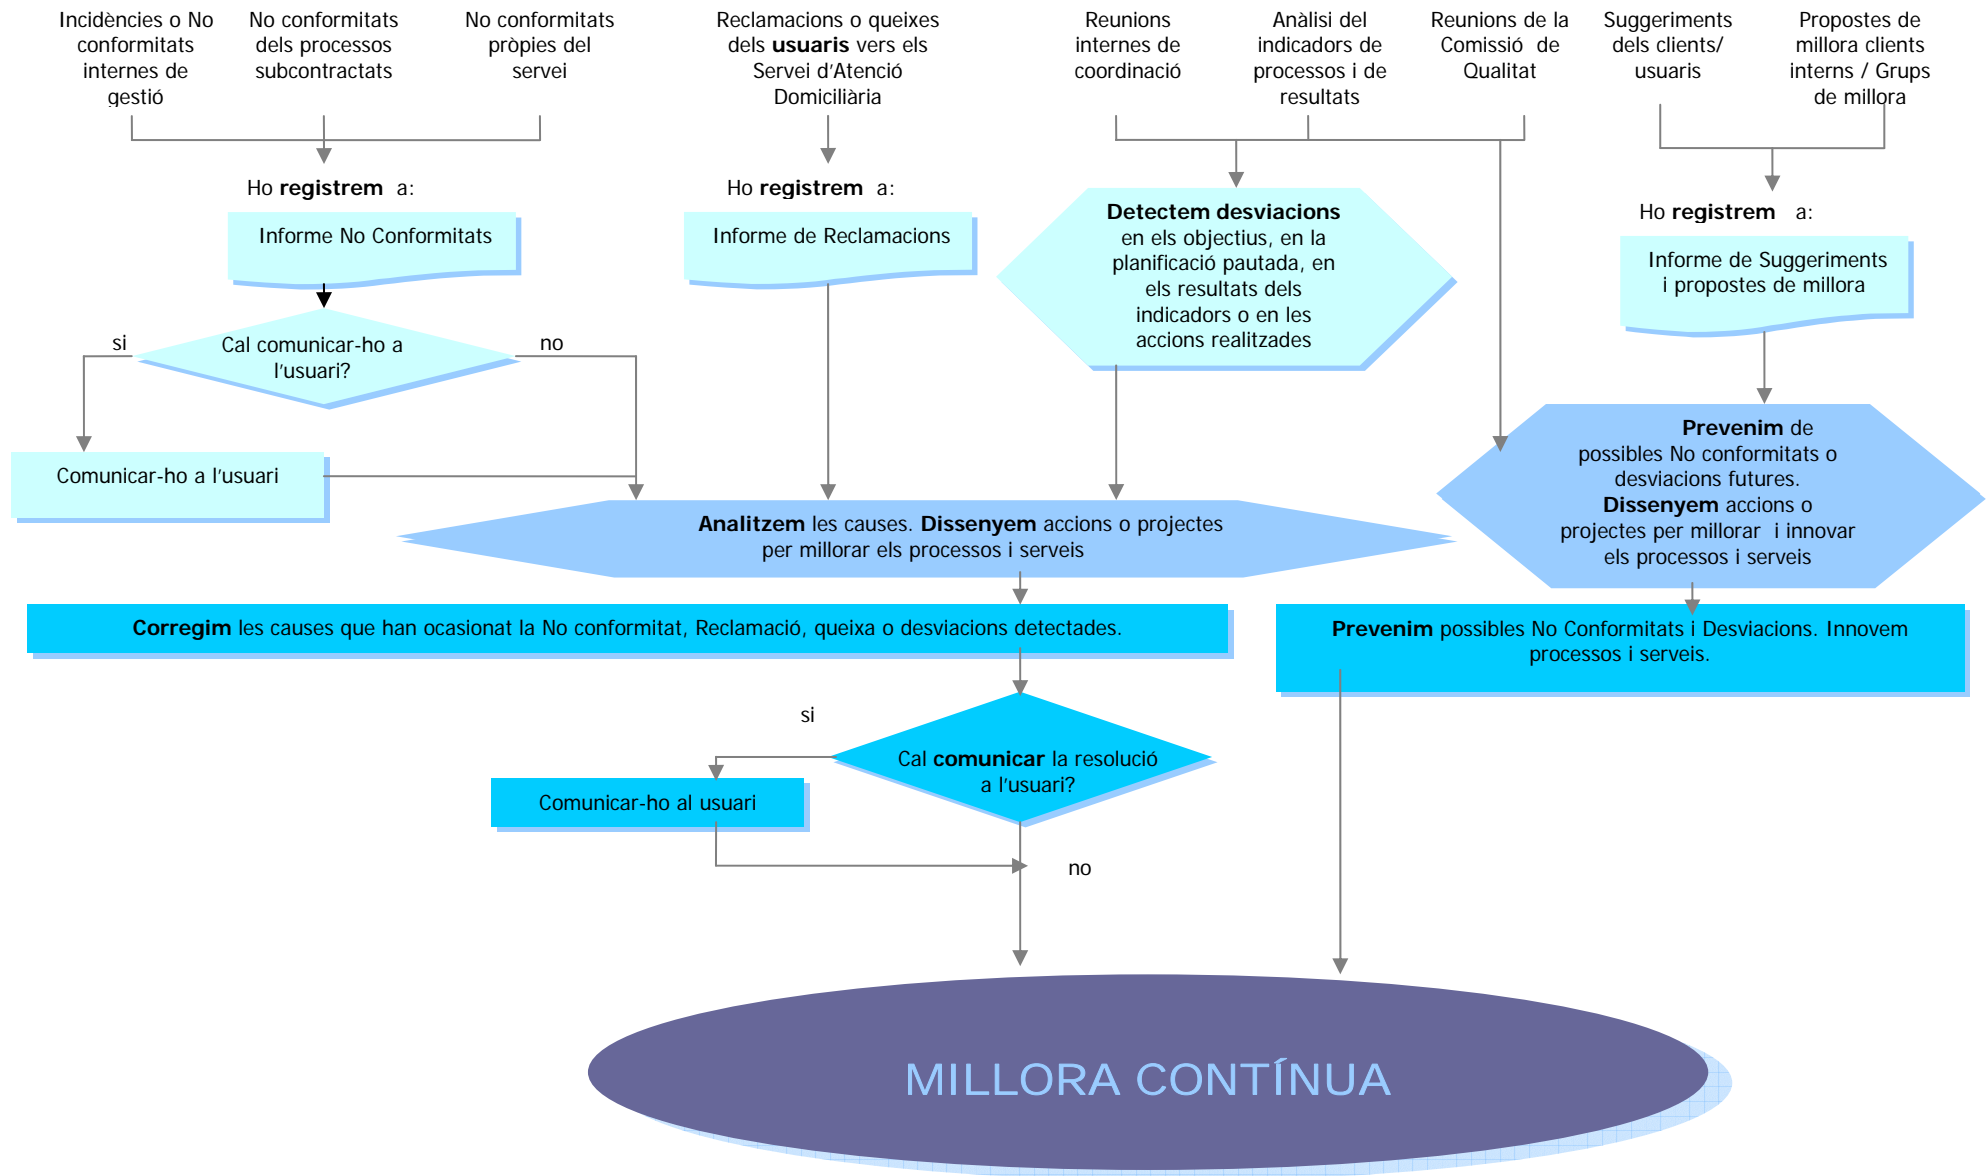 Incidències o No
conformitats
internes de
gestió
No conformitats
dels processos
subcontractats
No conformitats
pròpies del
servei
Reclamacions o queixes
dels usuaris vers els
Servei d'Atenció
Domiciliària
Reunions
internes de
coordinació
Anàlisi del
indicadors de
processos i de
resultats
Reunions de la
Comissió de
Qualitat
Suggeriments
dels clients/
usuaris
Propostes de
millora clients
interns / Grups
de millora
Ho registrem a:
Informe No Conformitats
Ho registrem a:
Informe de Reclamacions
Detectem desviacions
en els objectius, en la
planificació pautada, en
els resultats dels
indicadors o en les
accions realitzades
Ho registrem a:
Informe de Suggeriments
i propostes de millora
si
Cal comunicar-ho a
l'usuari?
no
Comunicar-ho a l'usuari
Prevenim de
possibles No conformitats o
desviacions futures.
Dissenyem accions o
projectes per millorar i innovar
els processos i serveis
Analitzem les causes. Dissenyem accions o projectes
per millorar els processos i serveis
Corregim les causes que han ocasionat la No conformitat, Reclamació, queixa o desviacions detectades.
Prevenim possibles No Conformitats i Desviacions. Innovem
processos i serveis.
si
Cal comunicar la resolució
a l'usuari?
Comunicar-ho al usuari
no
MILLORA CONTÍNUA